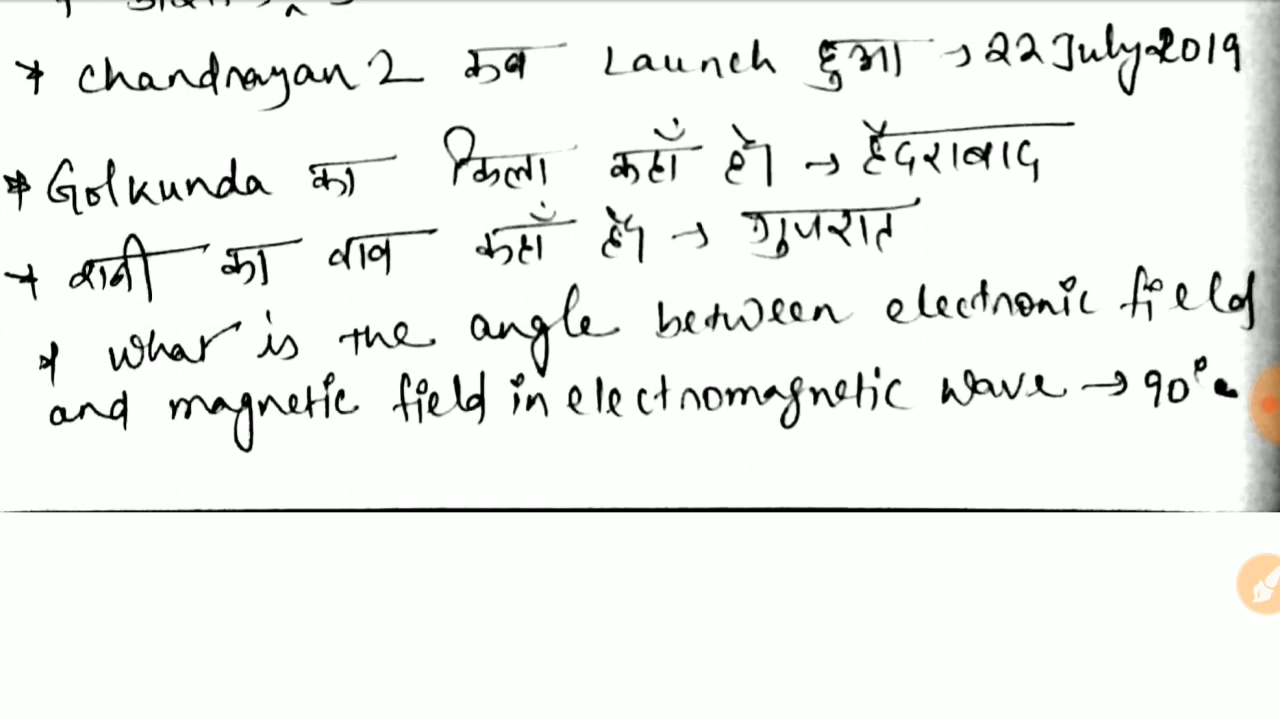 * Chandrayan 2 कब Launch हुआ → 22 July 2019
* Golkunda का किला कहाँ है। → हैदराबाद
* रानी का वाव कहाँ है। → गुजरात
* what is the angle between electronic field
and magnetic field in electromagnetic wave → 90°